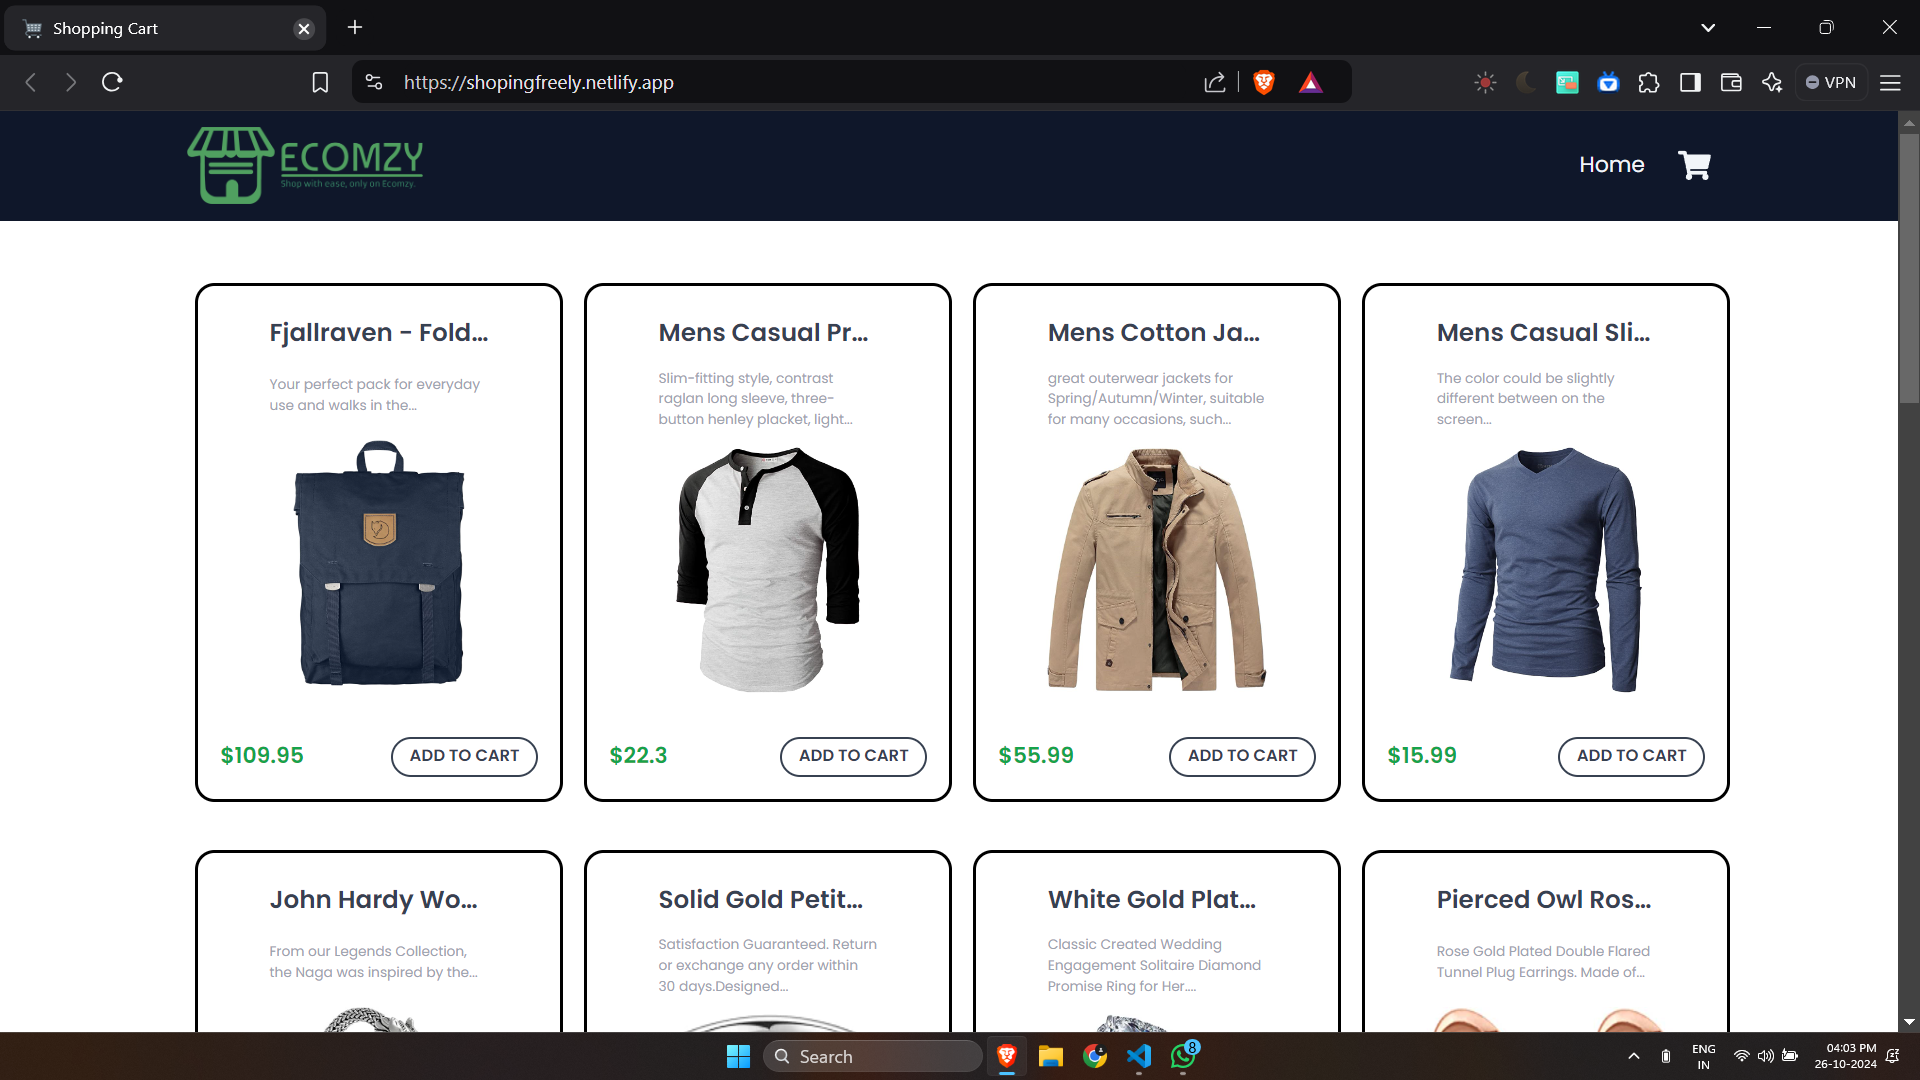 Shopping Cart
https://shopingfreely.netlify.app
VPN
ECOMZY
Shop with ease, only on Ecomzy.
Home
Fjallraven - Fold...
Your perfect pack for everyday
use and walks in the...
$109.95
ADD TO CART
Mens Casual Pr...
Slim-fitting style, contrast
raglan long sleeve, three-
button henley placket, light...
$22.3
ADD TO CART
Mens Cotton Ja...
great outerwear jackets for
Spring/Autumn/Winter, suitable
for many occasions, such...
$55.99
ADD TO CART
Mens Casual Sli...
The color could be slightly
different between on the
screen...
$15.99
ADD TO CART
John Hardy Wo...
From our Legends Collection,
the Naga was inspired by the...
Solid Gold Petit...
Satisfaction Guaranteed. Return
or exchange any order within
30 days.Designed...
White Gold Plat...
Classic Created Wedding
Engagement Solitaire Diamond
Promise Ring for Her....
Pierced Owl Ros...
Rose Gold Plated Double Flared
Tunnel Plug Earrings. Made of...
Search
8
ENG
IN
04:03 PM
26-10-2024